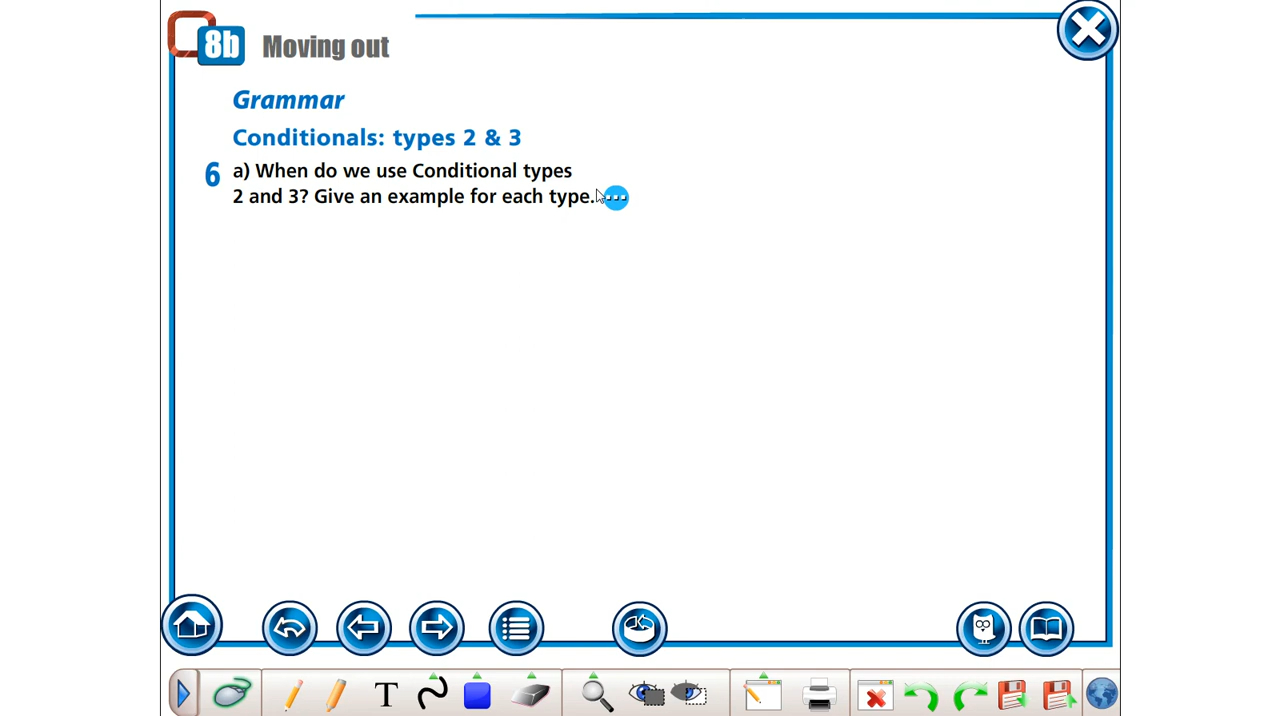 8b Moving out
Grammar
Conditionals: types 2 & 3
6 a) When do we use Conditional types
2 and 3? Give an example for each type.
T